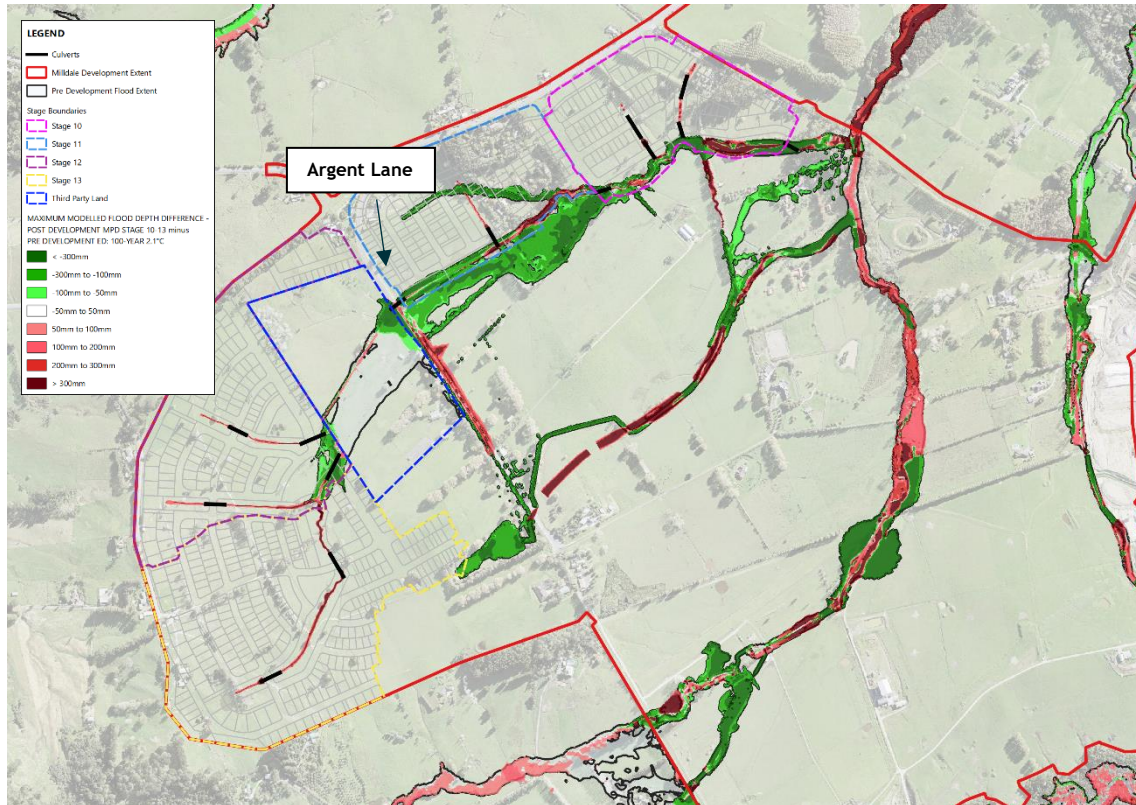 LEGEND
Culverts
Milldale Development Extent
Pre Development Flood Extent
Stage Boundaries
Stage 10
Stage 11
Stage 12
Stage 13
Third Party Land
MAXIMUM MODELLED FLOOD DEPTH DIFFERENCE -
POST DEVELOPMENT MPD STAGE 10-13 minus
PRE DEVELOPMENT ED: 100-YEAR 2.1°C
< -300mm
-300mm to -100mm
-100mm to -50mm
-50mm to 50mm
50mm to 100mm
100mm to 200mm
200mm to 300mm
> 300mm
Argent Lane